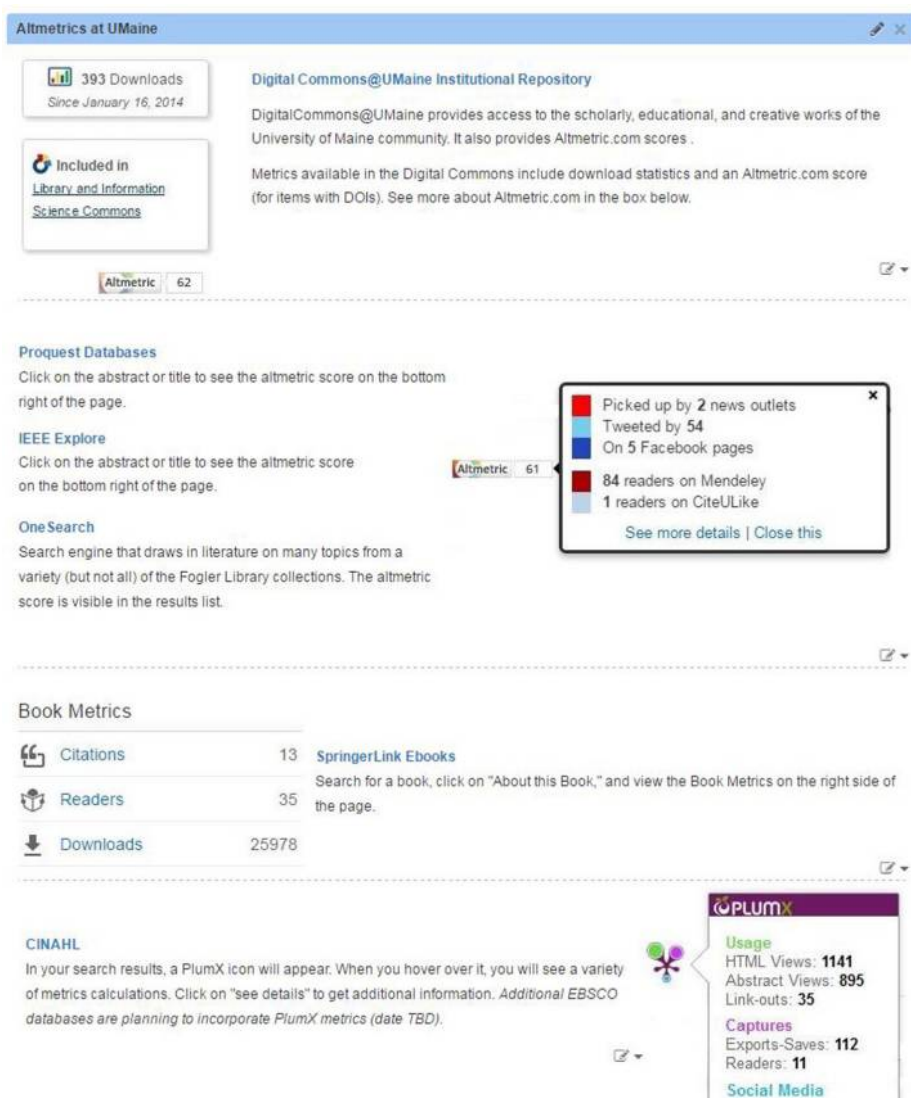 Altmetrics at UMaine
393 Downloads
Since January 16, 2014
Included in
Library and Information
Science Commons
Altmetric 62
Digital Commons@UMaine Institutional Repository
DigitalCommons@UMaine provides access to the scholarly, educational, and creative works of the
University of Maine community. It also provides Altmetric.com scores .
Metrics available in the Digital Commons include download statistics and an Altmetric.com score
(for items with DOIs). See more about Altmetric.com in the box below.
Proquest Databases
Click on the abstract or title to see the altmetric score on the bottom
right of the page.
IEEE Explore
Click on the abstract or title to see the altmetric score
on the bottom right of the page.
OneSearch
Search engine that draws in literature on many topics from a
variety (but not all) of the Fogler Library collections. The altmetric
score is visible in the results list.
Altmetric 61
×
Picked up by 2 news outlets
Tweeted by 54
On 5 Facebook pages
84 readers on Mendeley
1 readers on CiteULike
See more details | Close this
Book Metrics
Citations 13
Readers 35
Downloads 25978
SpringerLink Ebooks
Search for a book, click on "About this Book," and view the Book Metrics on the right side of
the page.
CINAHL
In your search results, a PlumX icon will appear. When you hover over it, you will see a variety
of metrics calculations. Click on "see details" to get additional information. Additional EBSCO
databases are planning to incorporate PlumX metrics (date TBD).
PLUMX
Usage
HTML Views: 1141
Abstract Views: 895
Link-outs: 35
Captures
Exports-Saves: 112
Readers: 11
Social Media